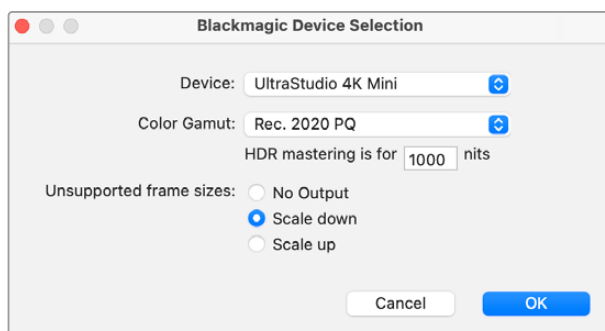 Blackmagic Device Selection
Device: UltraStudio 4K Mini
Color Gamut: Rec. 2020 PQ
HDR mastering is for 1000 nits
Unsupported frame sizes: No Output
Scale down
Scale up
Cancel OK